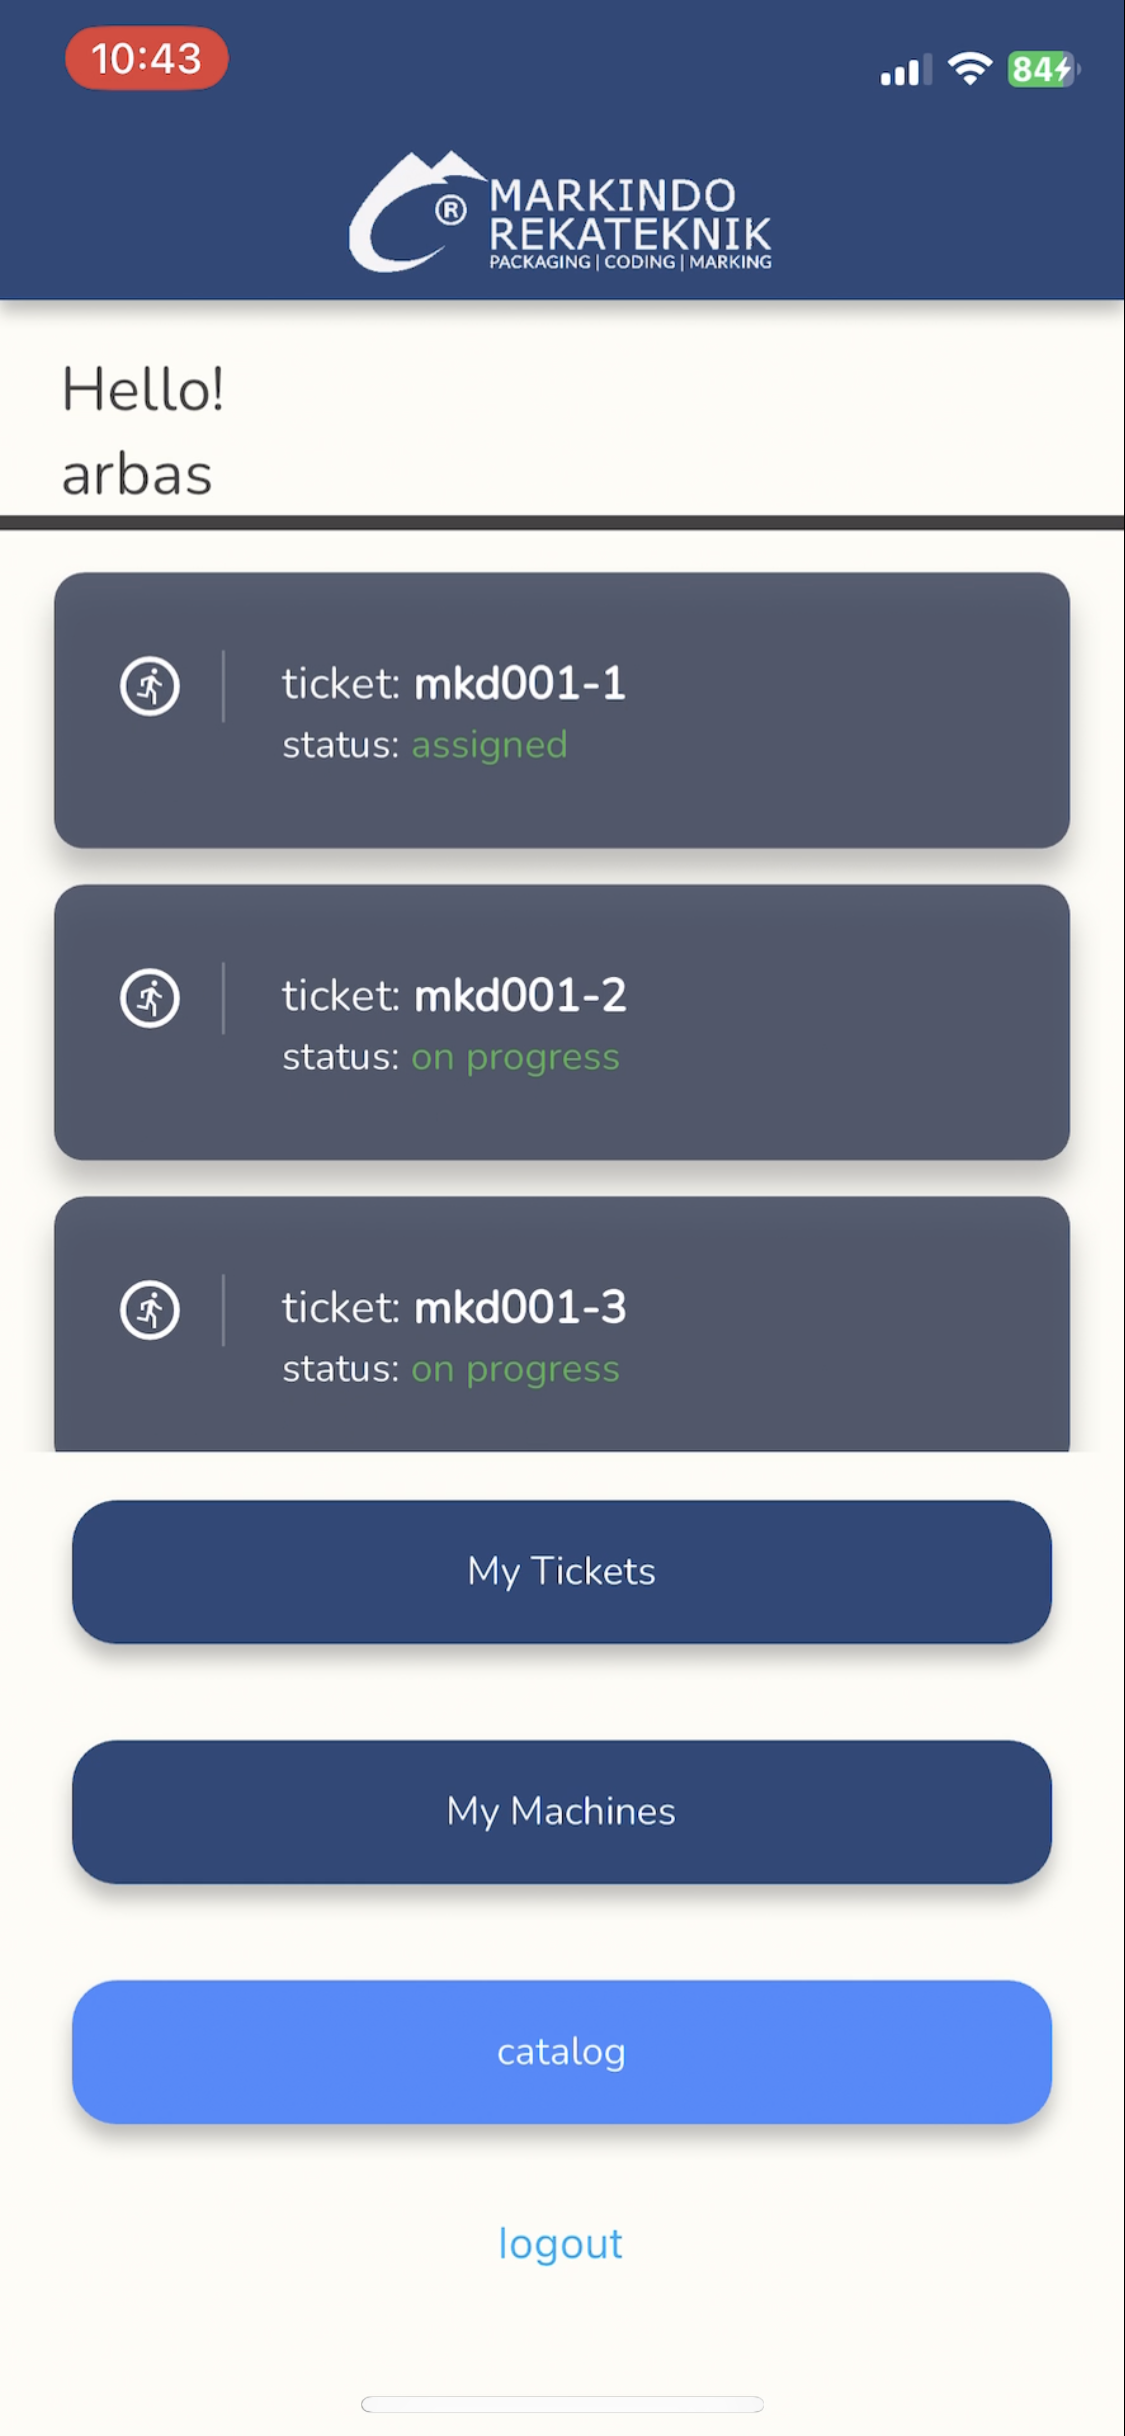 10:43
84
® MARKINDO
REKATEKNIK
PACKAGING | CODING | MARKING
Hello!
arbas
ticket: mkd001-1
status: assigned
ticket: mkd001-2
status: on progress
ticket: mkd001-3
status: on progress
My Tickets
My Machines
catalog
logout